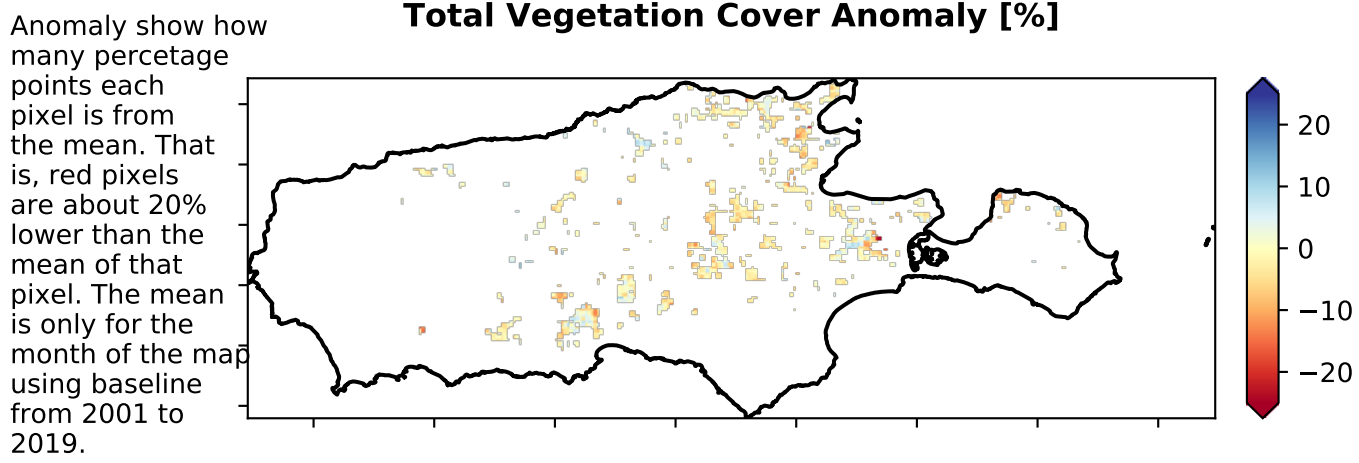 Total Vegetation Cover Anomaly [%]
Anomaly show how
many percetage
points each
pixel is from
the mean. That
is, red pixels
are about 20%
lower than the
mean of that
pixel. The mean
is only for the
month of the map
using baseline
from 2001 to
2019.
20
10
0
−10
−20